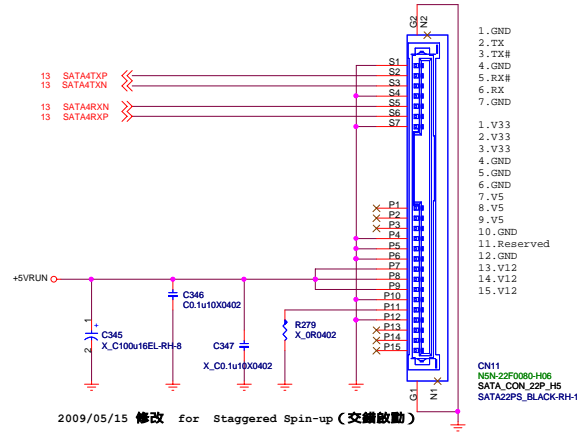 G2
N2
1.GND
2.TX
3.TX#
4.GND
5.RX#
6.RX
7.GND
S1
S2
S3
S4
S5
S6
S7
13 SATA4TXP
13 SATA4TXN
13 SATA4RXN
13 SATA4RXP
1.V33
2.V33
3.V33
4.GND
5.GND
6.GND
7.V5
8.V5
9.V5
10.GND
11.Reserved
12.GND
13.V12
14.V12
15.V12
P1
P2
P3
P4
P5
P6
P7
P8
P9
P10
P11
P12
P13
P14
P15
+5VRUN
C346
C0.1u10X0402
1
2
+
C345
X_C100u16EL-RH-8
C347
X_C0.1u10X0402
R279
X_0R0402
G1
N1
CN11
N5N-22F0080-H06
SATA_CON_22P_H5
SATA22PS_BLACK-RH-1
2009/05/15 修改 for Staggered Spin-up (交錯啟動)